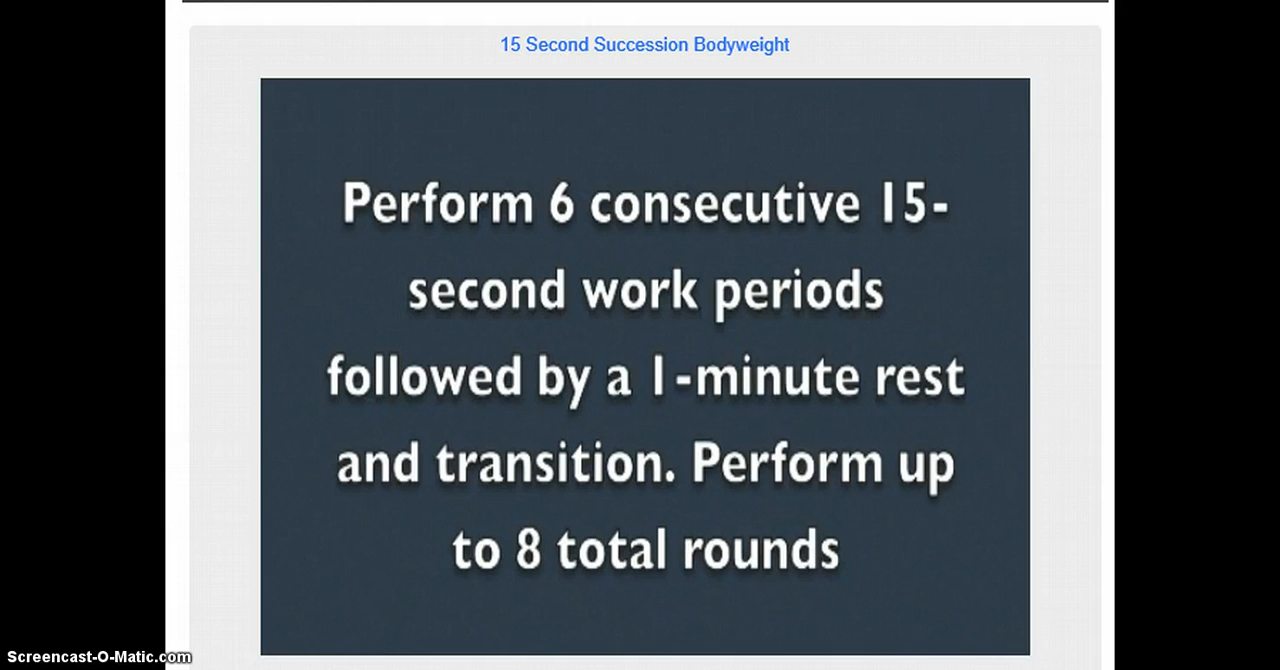 15 Second Succession Bodyweight
Perform 6 consecutive 15-
second work periods
followed by a 1-minute rest
and transition. Perform up
to 8 total rounds
Screencast-O-Matic.com